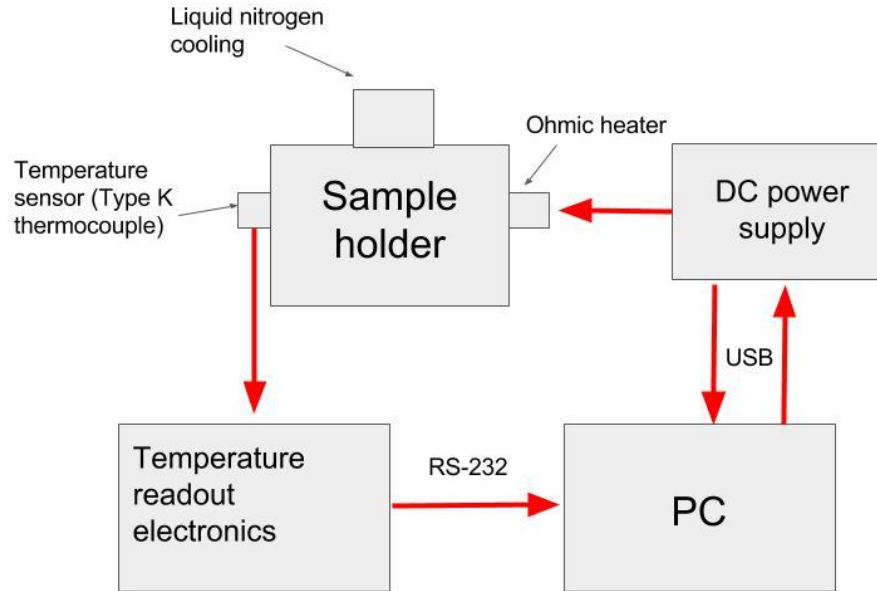 Liquid nitrogen
cooling
Ohmic heater
Temperature
sensor (Type K
thermocouple)
Sample
holder
DC power
supply
USB
Temperature
readout
electronics
RS-232
PC